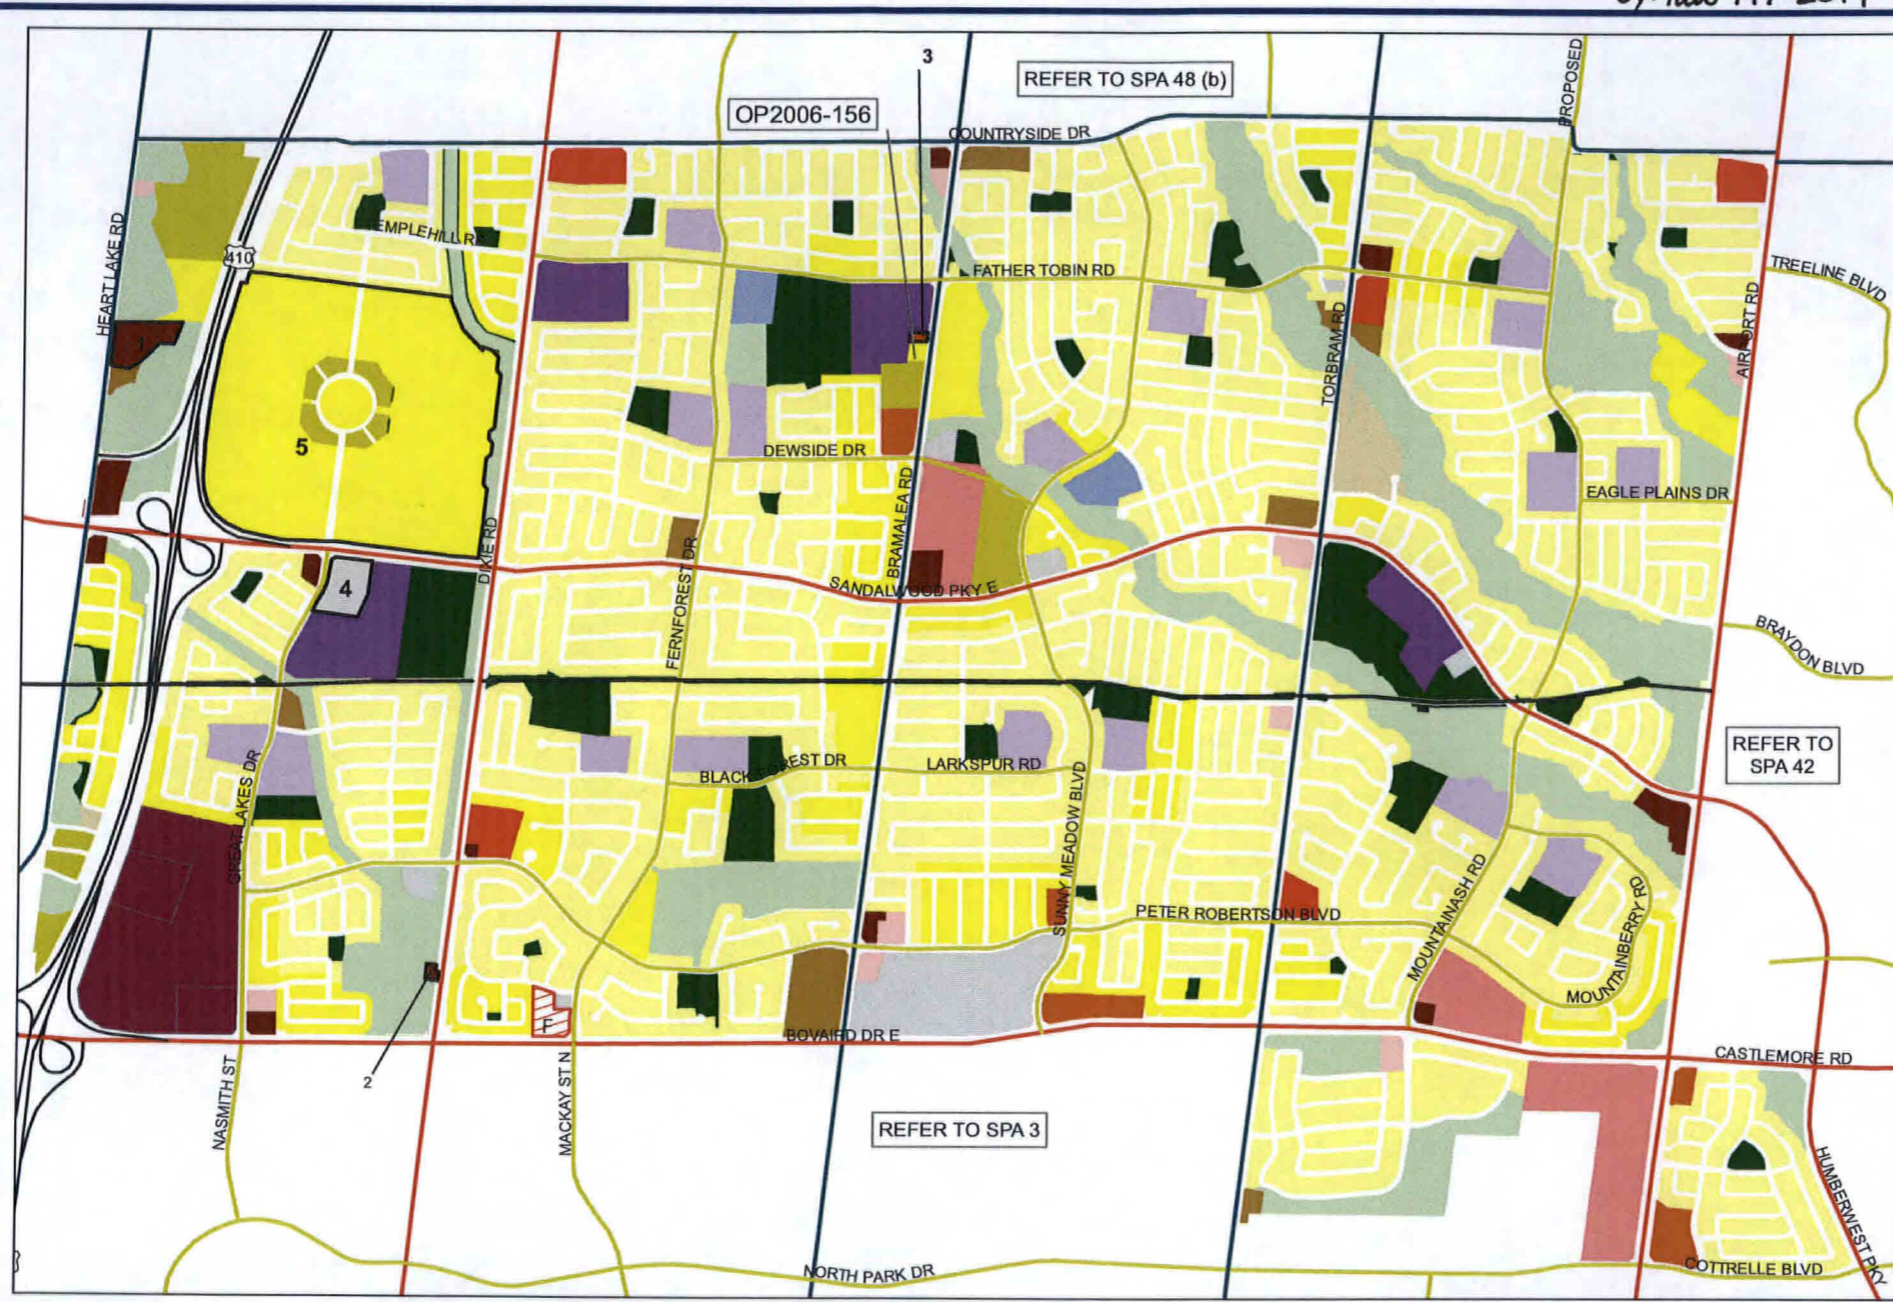 3
REFER TO SPA 48 (b)
PROPOSED
OP2006-156
COUNTRYSIDE DR
HEART LAKE RD
TEMPLEHILL RD
410
FATHER TOBIN RD
TREELINE BLVD
1
TORBRAM RD
AIRPORT RD
5
DEWSIDE DR
BRAMALEA RD
EAGLE PLAINS DR
DIXIE RD
FERNFOREST DR
SANDALWOOD PKY E
4
BRAYDON BLVD
REFER TO
SPA 42
GREAT LAKES DR
BLACK FOREST DR
LARKSPUR RD
SUNNY MEADOW BLVD
PETER ROBERTSON BLVD
MOUNTAINASH RD
MOUNTAINBERRY RD
F
BOVAIRD DR E
CASTLEMORE RD
2
NASMITH ST
MACKAY ST N
REFER TO SPA 3
HUMBERWEST PKY
NORTH PARK DR
COTTRELLE BLVD